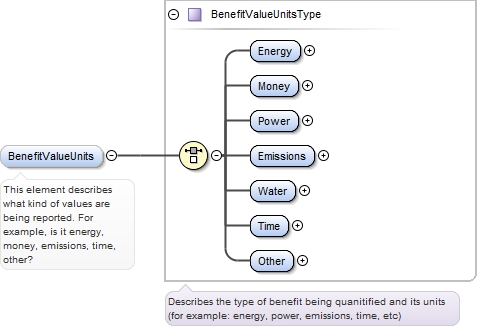 BenefitValueUnitsType
Energy
Money
Power
BenefitValueUnits
Emissions
This element describes
what kind of values are
being reported. For
example, is it energy,
money, emissions, time,
other?
Water
Time
Other
Describes the type of benefit being quanitified and its units
(for example: energy, power, emissions, time, etc)